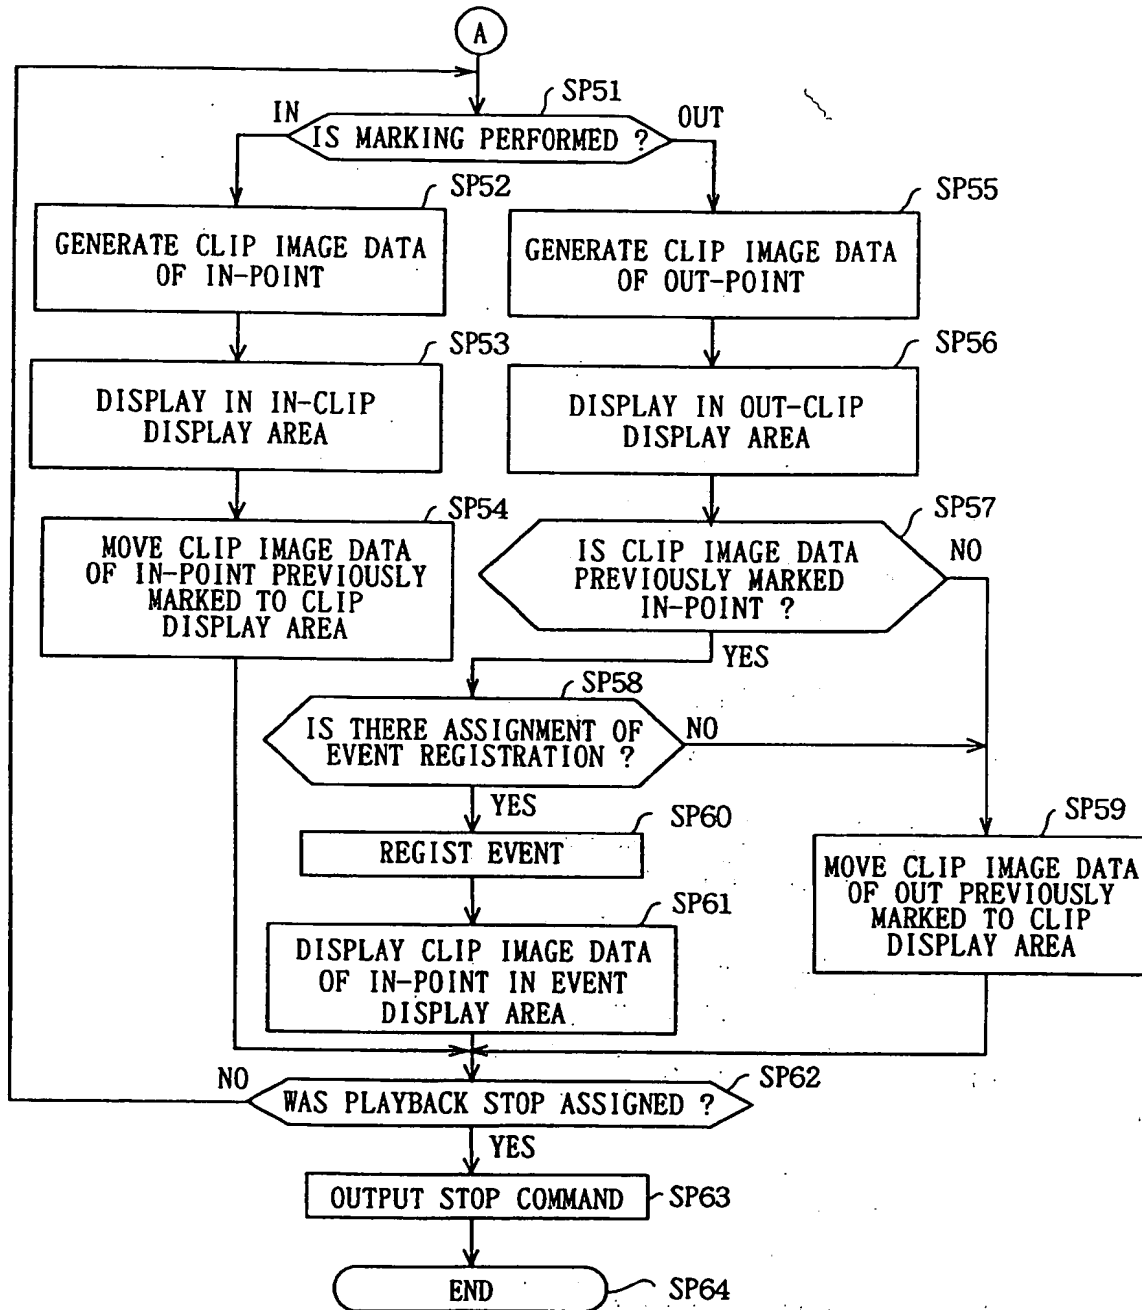 A
SP51
IN
OUT
IS MARKING PERFORMED ?
SP52
GENERATE CLIP IMAGE DATA
OF IN-POINT
SP55
GENERATE CLIP IMAGE DATA
OF OUT-POINT
SP53
DISPLAY IN IN-CLIP
DISPLAY AREA
SP56
DISPLAY IN OUT-CLIP
DISPLAY AREA
SP54
MOVE CLIP IMAGE DATA
OF IN-POINT PREVIOUSLY
MARKED TO CLIP
DISPLAY AREA
SP57
IS CLIP IMAGE DATA
PREVIOUSLY MARKED
IN-POINT ?
NO
YES
SP58
IS THERE ASSIGNMENT OF
EVENT REGISTRATION ?
NO
YES
SP60
REGIST EVENT
SP59
MOVE CLIP IMAGE DATA
OF OUT PREVIOUSLY
MARKED TO CLIP
DISPLAY AREA
SP61
DISPLAY CLIP IMAGE DATA
OF IN-POINT IN EVENT
DISPLAY AREA
SP62
NO
WAS PLAYBACK STOP ASSIGNED ?
YES
OUTPUT STOP COMMAND
SP63
END
SP64